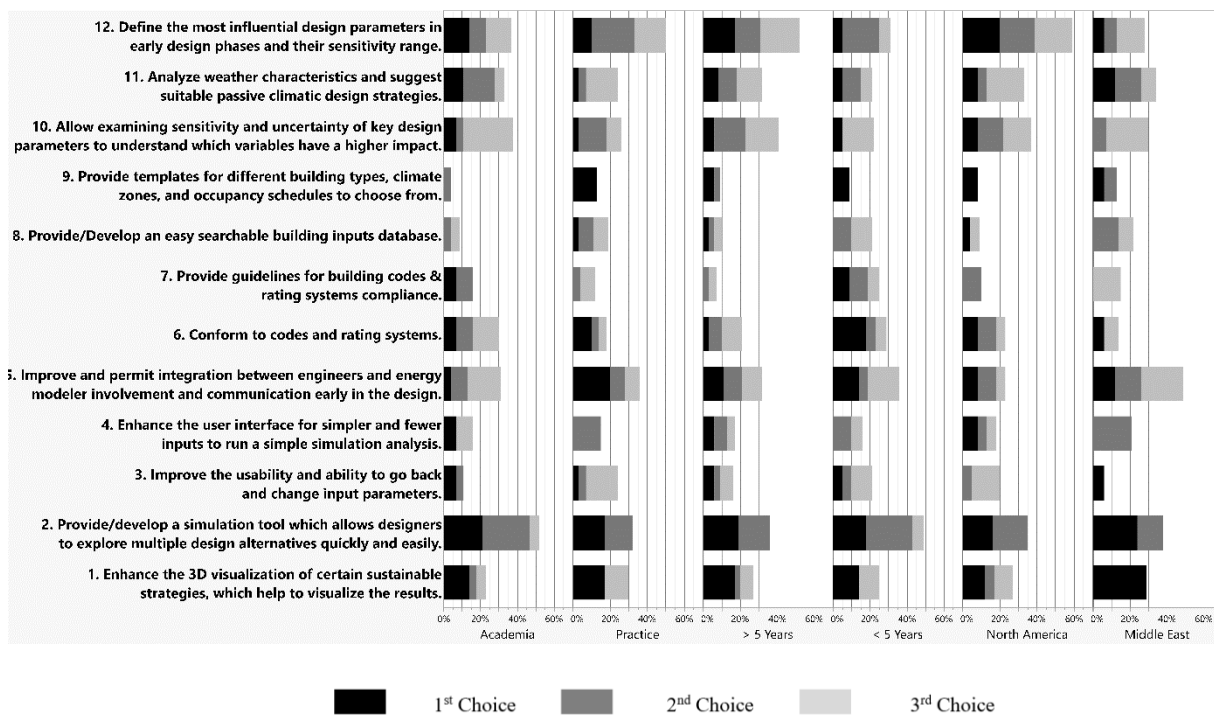 12. Define the most influential design parameters in
early design phases and their sensitivity range.
11. Analyze weather characteristics and suggest
suitable passive climatic design strategies.
10. Allow examining sensitivity and uncertainty of key design
parameters to understand which variables have a higher impact.
9. Provide templates for different building types, climate
zones, and occupancy schedules to choose from.
8. Provide/Develop an easy searchable building inputs database.
7. Provide guidelines for building codes &
rating systems compliance.
6. Conform to codes and rating systems.
5. Improve and permit integration between engineers and energy
modeler involvement and communication early in the design.
4. Enhance the user interface for simpler and fewer
inputs to run a simple simulation analysis.
3. Improve the usability and ability to go back
and change input parameters.
2. Provide/develop a simulation tool which allows designers
to explore multiple design alternatives quickly and easily.
1. Enhance the 3D visualization of certain sustainable
strategies, which help to visualize the results.
0% 20% 40% 60% 0% 20% 40% 60% 0% 20% 40% 60% 0% 20% 40% 60% 0% 20% 40% 60% 0% 20% 40% 60%
Academia Practice > 5 Years < 5 Years North America Middle East
1st Choice 2nd Choice 3rd Choice